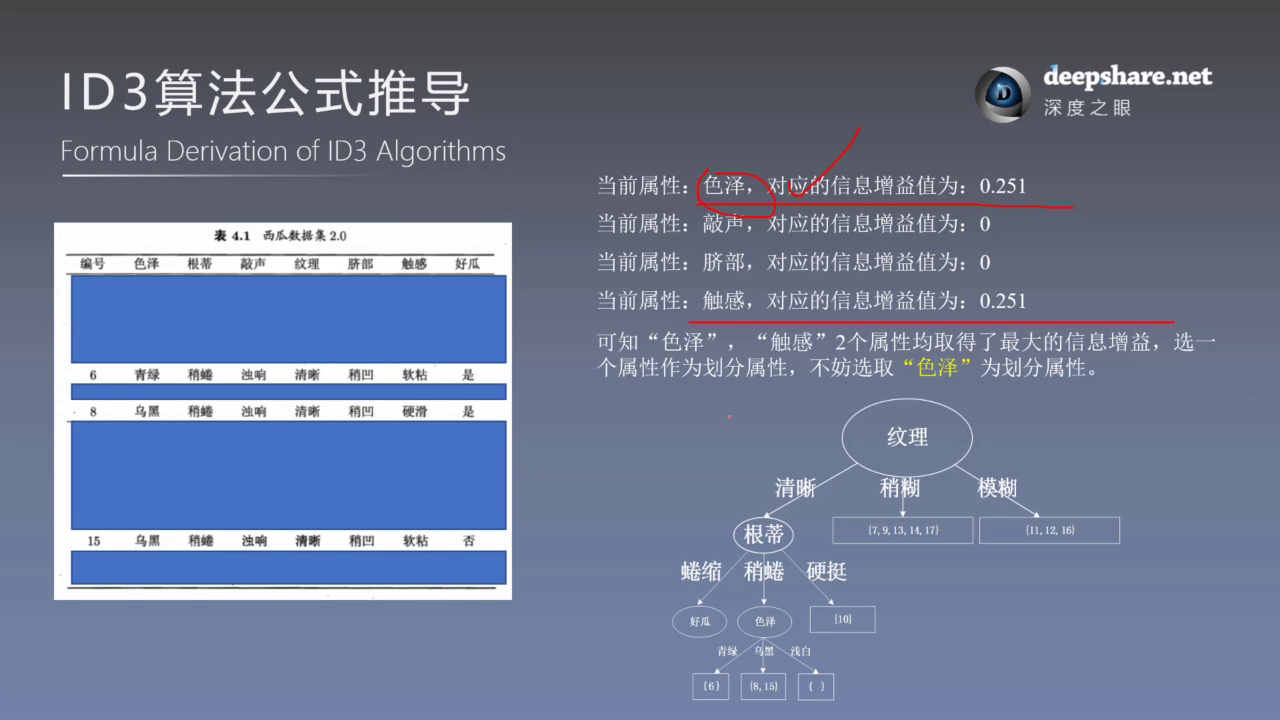 ID3算法公式推导
Formula Derivation of ID3 Algorithms
deepshare.net
深度之眼
当前属性：色泽，对应的信息增益值为：0.251
当前属性：敲声，对应的信息增益值为：0
当前属性：脐部，对应的信息增益值为：0
当前属性：触感，对应的信息增益值为：0.251
可知“色泽”，“触感”2个属性均取得了最大的信息增益，选一
个属性作为划分属性，不妨选取“色泽”为划分属性。
表 4.1 西瓜数据集 2.0
编号 色泽 根蒂 敲声 纹理 脐部 触感 好瓜
6 青绿 稍蜷 浊响 清晰 稍凹 软粘 是
8 乌黑 稍蜷 浊响 清晰 稍凹 硬滑 是
15 乌黑 稍蜷 浊响 清晰 稍凹 软粘 否
纹理
清晰 稍糊 模糊
根蒂 {7, 9, 13, 14, 17} {11, 12, 16}
蜷缩 稍蜷 硬挺
好瓜 色泽 {10}
青绿 乌黑 浅白
{6} {8, 15} { }